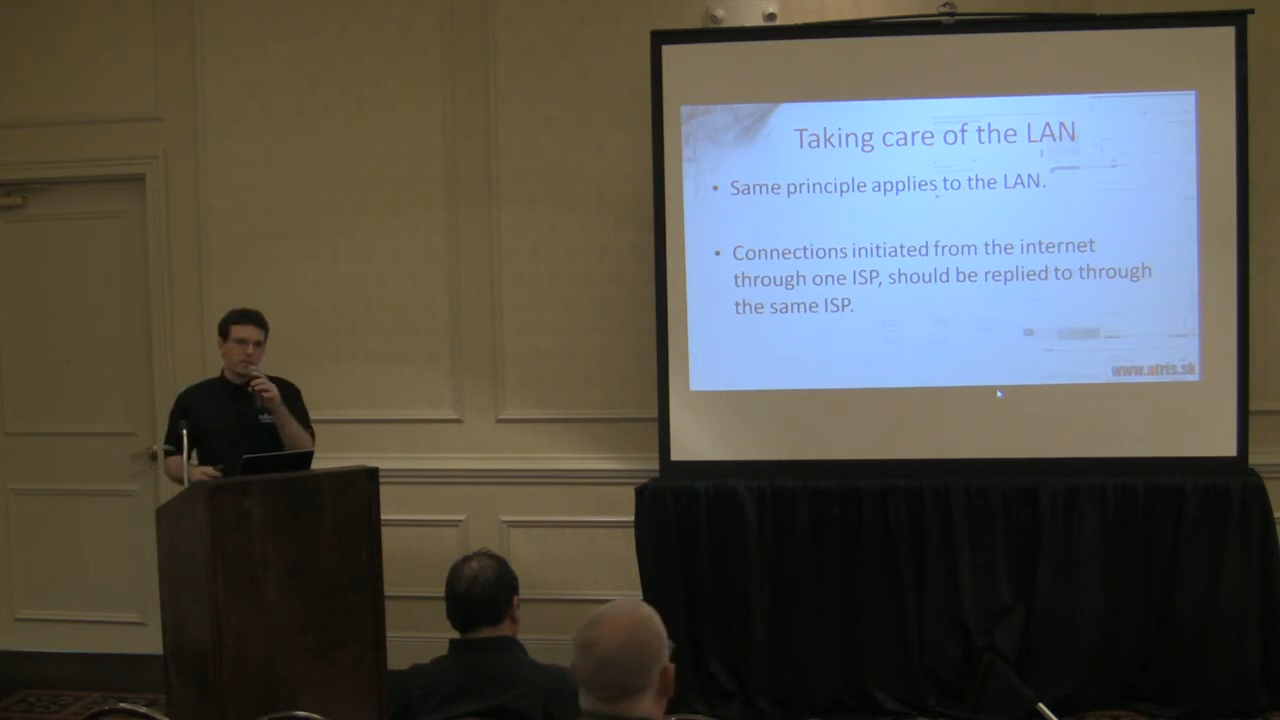 Taking care of the LAN
• Same principle applies to the LAN.
• Connections initiated from the internet
through one ISP, should be replied to through
the same ISP.
www.atris.sk